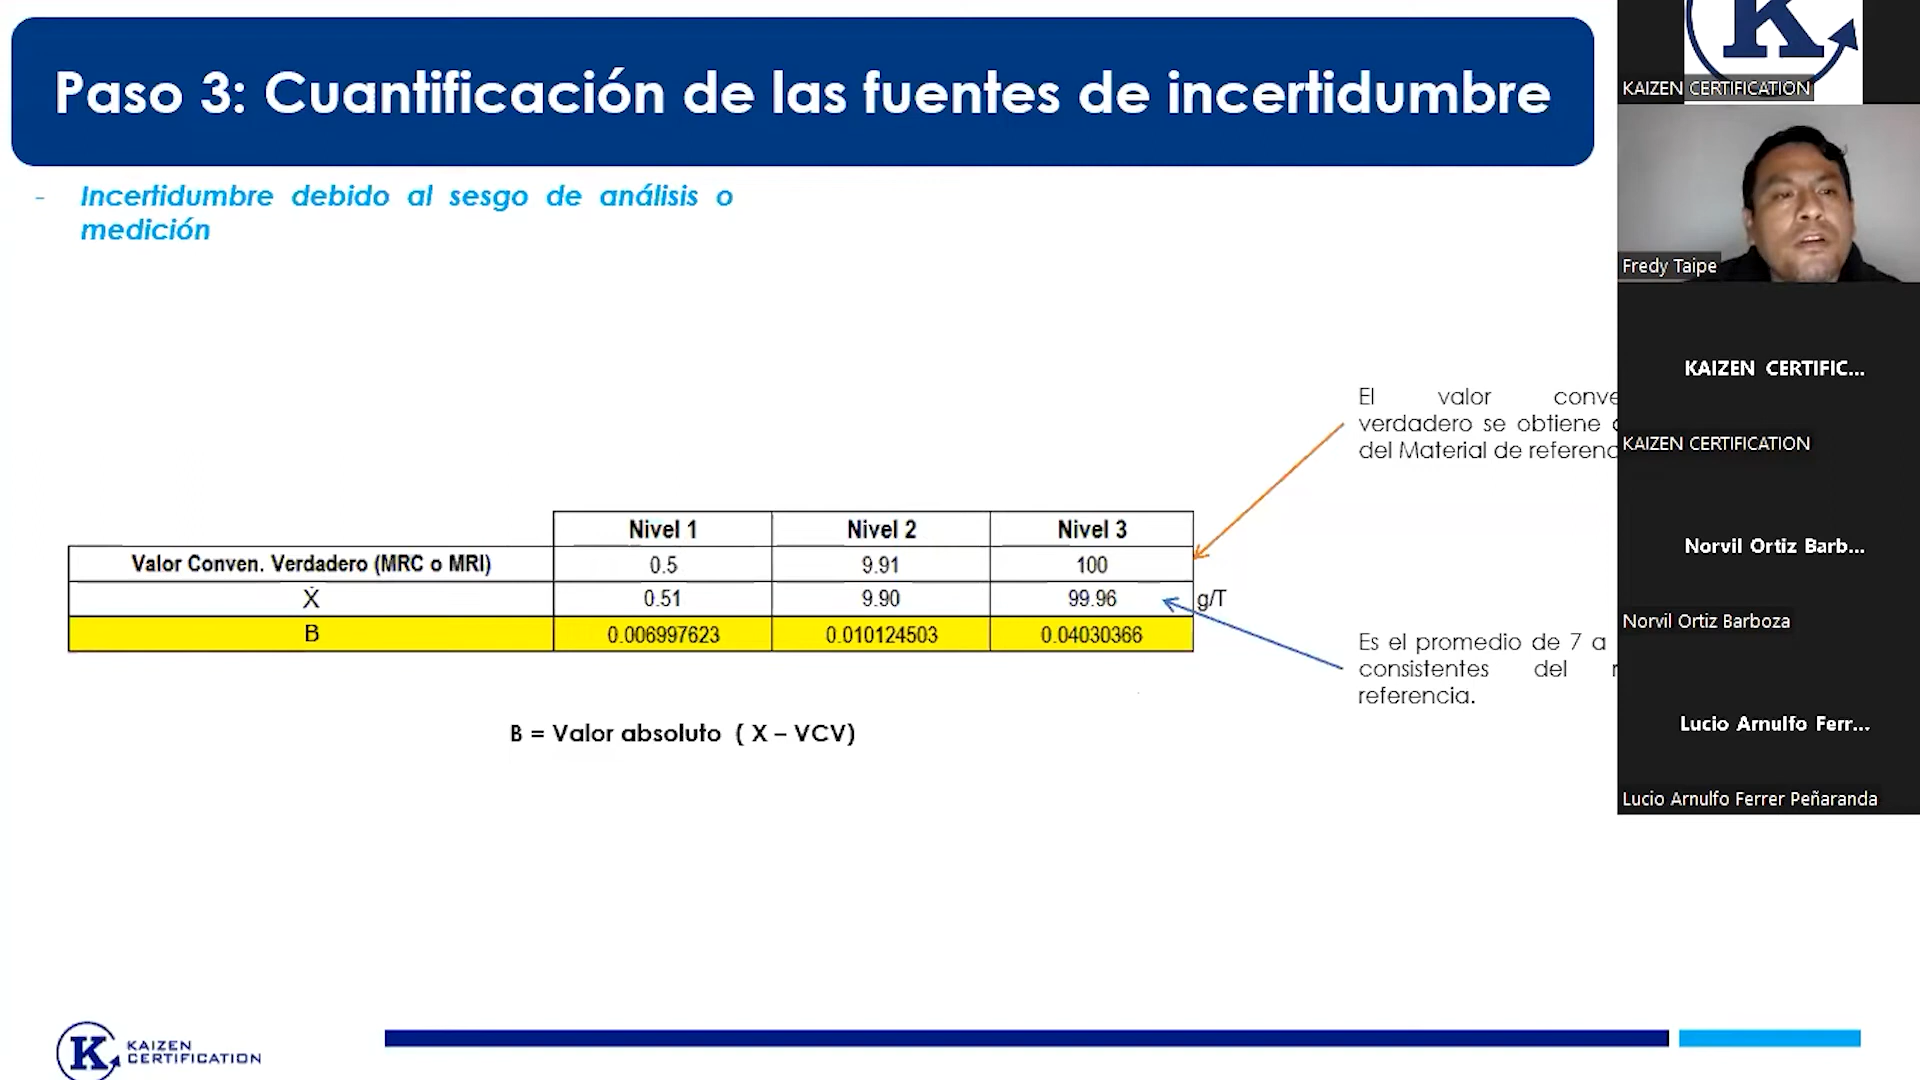 Paso 3: Cuantificación de las fuentes de incertidumbre
- Incertidumbre debido al sesgo de análisis o
medición
El valor conve
verdadero se obtiene
del Material de referenc
Nivel 1 Nivel 2 Nivel 3
Valor Conven. Verdadero (MRC o MRI) 0.5 9.91 100
X 0.51 9.90 99.96 g/T
B 0.006997623 0.010124503 0.04030366
Es el promedio de 7 a
consistentes del
referencia.
B = Valor absoluto ( X – VCV)
K KAIZEN
CERTIFICATION
K
KAIZEN CERTIFICATION
Fredy Taipe
KAIZEN CERTIFIC...
KAIZEN CERTIFICATION
Norvil Ortiz Barb...
Norvil Ortiz Barboza
Lucio Arnulfo Ferr...
Lucio Arnulfo Ferrer Peñaranda